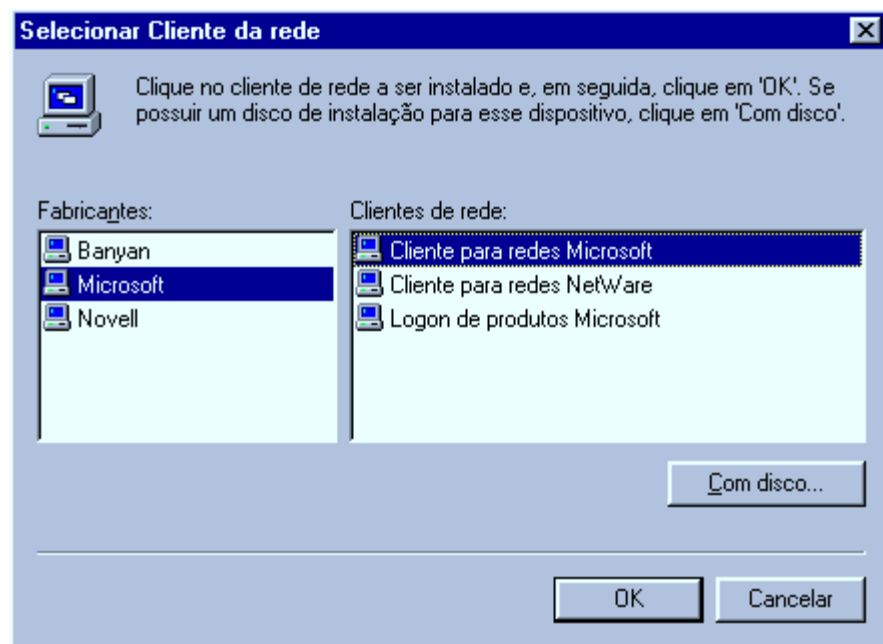 Selecionar Cliente da rede
Clique no cliente de rede a ser instalado e, em seguida, clique em 'OK'. Se
possuir um disco de instalação para esse dispositivo, clique em 'Com disco'.
Fabricantes:
Banyan
Microsoft
Novell
Clientes de rede:
Cliente para redes Microsoft
Cliente para redes NetWare
Logon de produtos Microsoft
Com disco...
OK
Cancelar